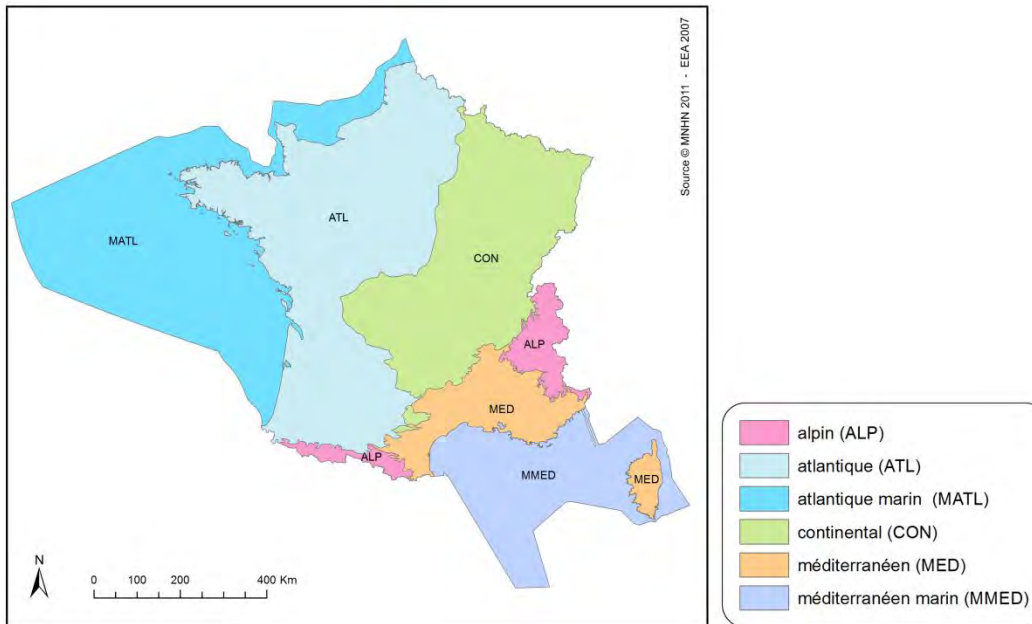 Source © MNHN 2011 - EEA 2007
MATL
ATL
CON
ALP
MED
ALP
MMED
MED
N
0 100 200 400 Km
alpin (ALP)
atlantique (ATL)
atlantique marin (MATL)
continental (CON)
méditerranéen (MED)
méditerranéen marin (MMED)